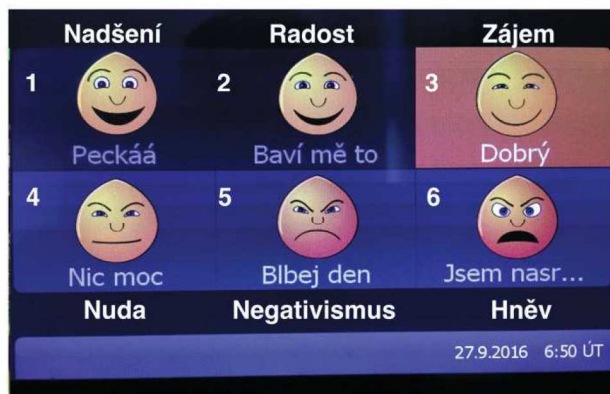 Nadšení Radost Zájem
1 2 3
Peckáá Baví mě to Dobrý
4 5 6
Nic moc Blbej den Jsem nasr...
Nuda Negativismus Hněv
27.9.2016 6:50 ÚT